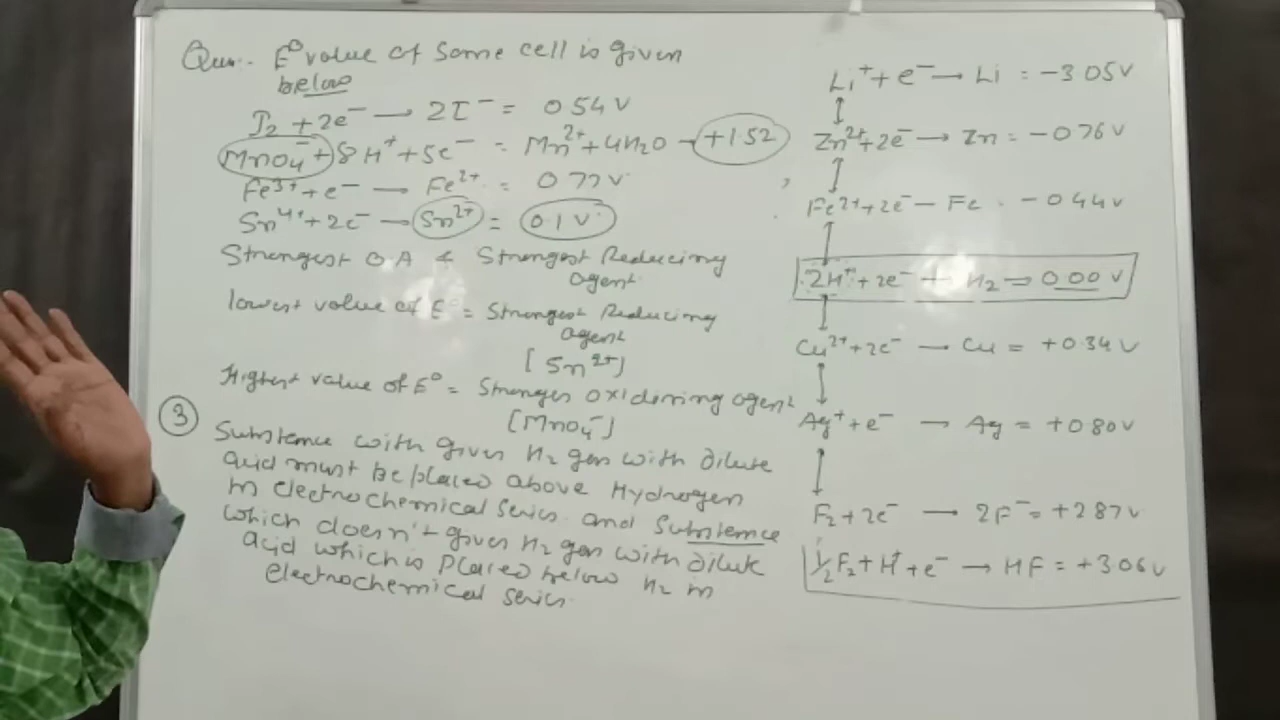 Ques:- E° value of some cell is given
below
I2 + 2e⁻ → 2I⁻ = 0.54 V
MnO4⁻ + 8H⁺ + 5e⁻ = Mn²⁺ + 4H2O → +1.52
Fe³⁺ + e⁻ → Fe²⁺ = 0.77 V
Sn⁴⁺ + 2e⁻ → Sn²⁺ = 0.1 V
Strongest OA & Strongest Reducing
agent
lowest value of E° = Strongest Reducing
agent
[Sn²⁺]
Highest value of E° = Stronges oxidising agent
[MnO4⁻]
③ Substence with gives H2 gas with dilute
acid must be placed above Hydrogen
in electrochemical series and Substence
which doesn't gives H2 gas with dilute
acid which is placed below H2 in
electrochemical series.
Li⁺ + e⁻ → Li = -3.05 V
Zn²⁺ + 2e⁻ → Zn = -0.76 V
Fe²⁺ + 2e⁻ — Fe - -0.44 V
2H⁺ + 2e⁻ → H2 → 0.00 V
Cu²⁺ + 2e⁻ → Cu = +0.34 V
Ag⁺ + e⁻ → Ag = +0.80 V
F2 + 2e⁻ → 2F⁻ = +2.87 V
½F2 + H⁺ + e⁻ → HF = +3.06 V